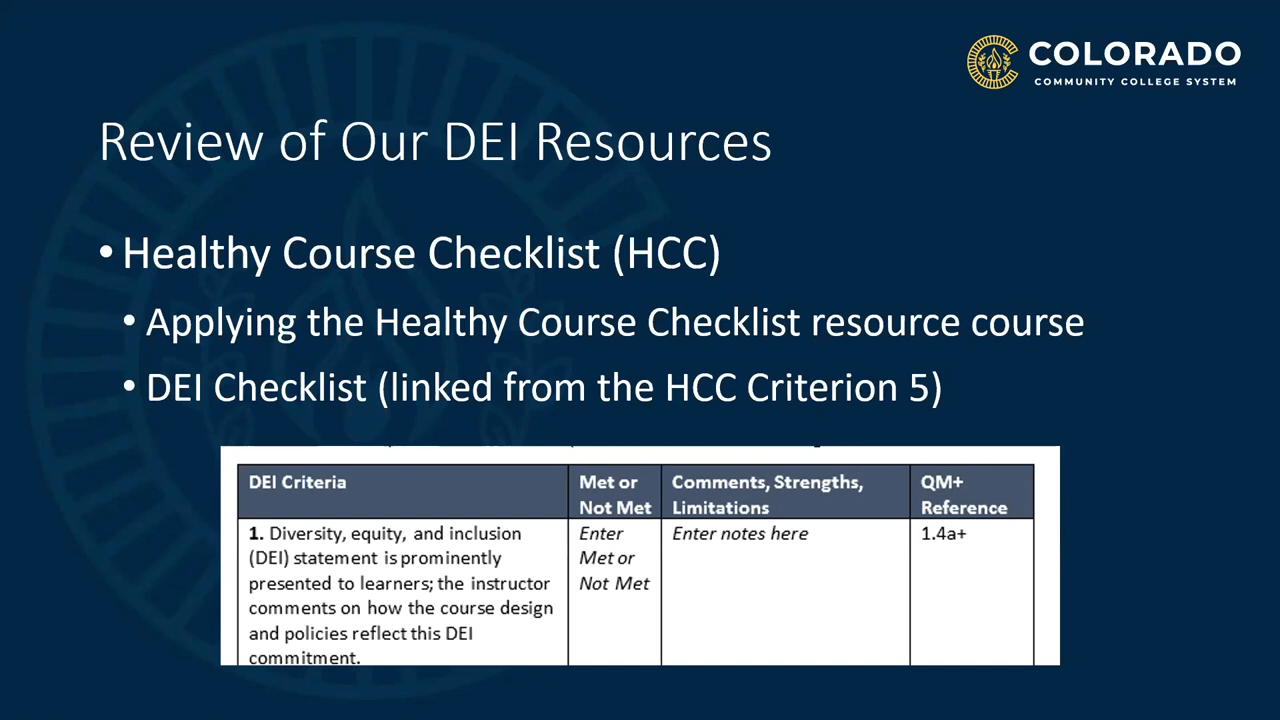 COLORADO
COMMUNITY COLLEGE SYSTEM
Review of Our DEI Resources
• Healthy Course Checklist (HCC)
• Applying the Healthy Course Checklist resource course
• DEI Checklist (linked from the HCC Criterion 5)
DEI Criteria
Met or
Not Met
Comments, Strengths,
Limitations
QM+
Reference
1. Diversity, equity, and inclusion
(DEI) statement is prominently
presented to learners; the instructor
comments on how the course design
and policies reflect this DEI
commitment.
Enter
Met or
Not Met
Enter notes here
1.4a+